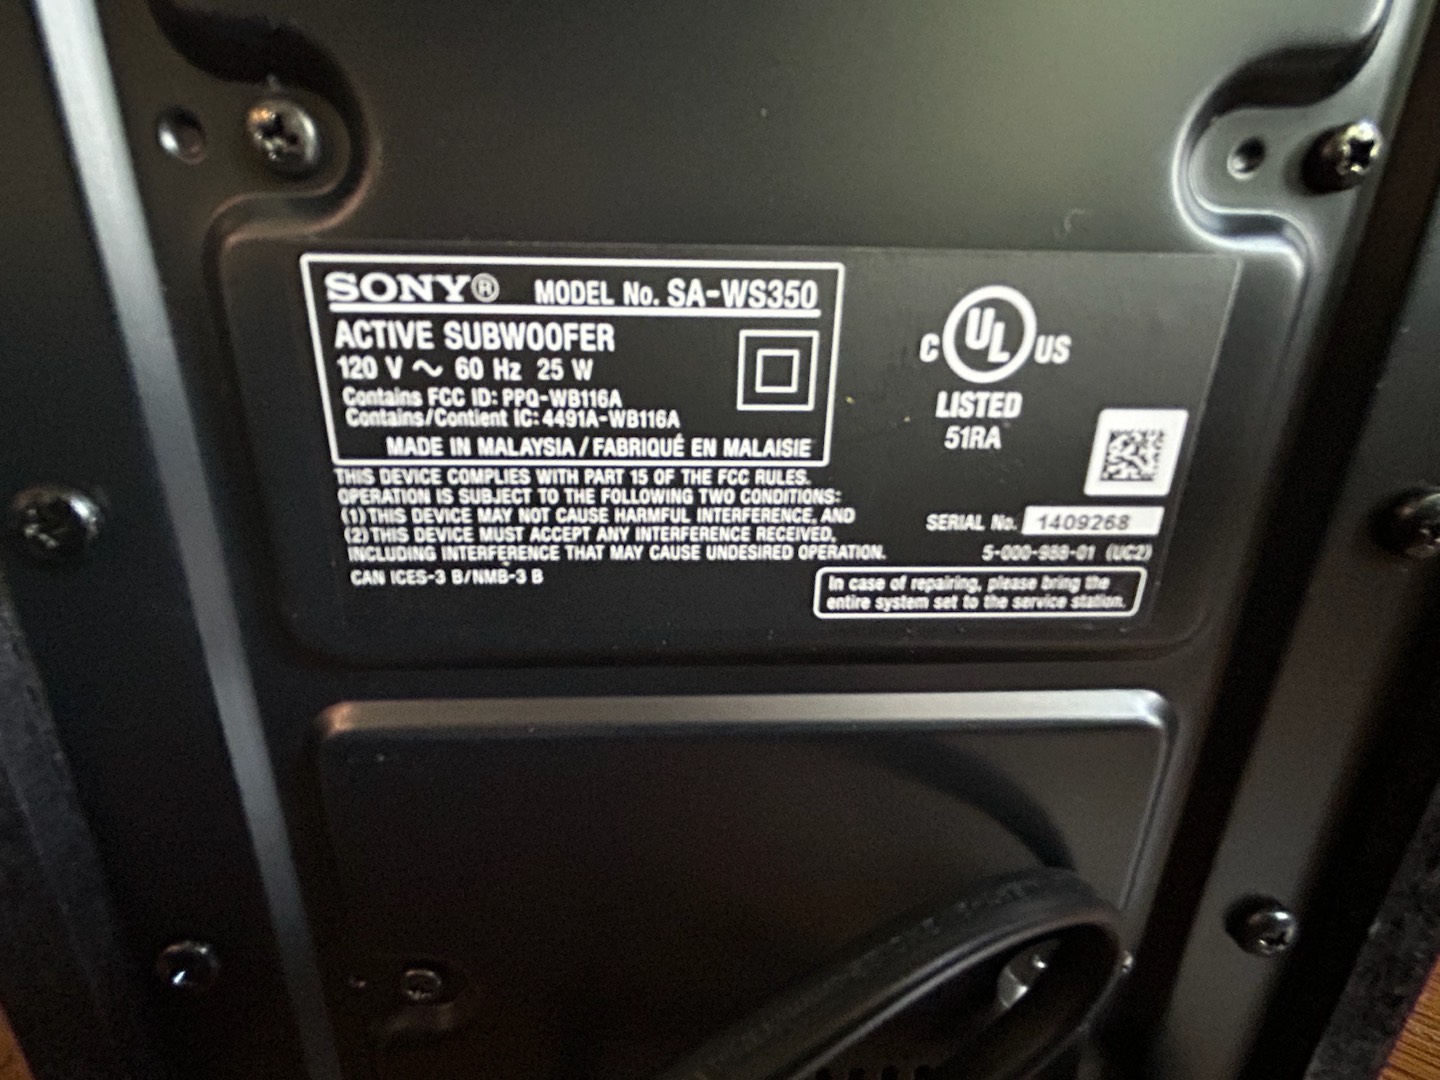 SONY® MODEL No. SA-WS350
ACTIVE SUBWOOFER
120 V ~ 60 Hz 25 W
Contains FCC ID: PPQ-WB116A
Contains/Contient IC: 4491A-WB116A
MADE IN MALAYSIA / FABRIQUÉ EN MALAISIE
THIS DEVICE COMPLIES WITH PART 15 OF THE FCC RULES.
OPERATION IS SUBJECT TO THE FOLLOWING TWO CONDITIONS:
(1) THIS DEVICE MAY NOT CAUSE HARMFUL INTERFERENCE, AND
(2) THIS DEVICE MUST ACCEPT ANY INTERFERENCE RECEIVED,
INCLUDING INTERFERENCE THAT MAY CAUSE UNDESIRED OPERATION.
CAN ICES-3 B/NMB-3 B
C UL US
LISTED
51RA
SERIAL No. 1409268
5-000-988-01 (UC2)
In case of repairing, please bring the
entire system set to the service station.